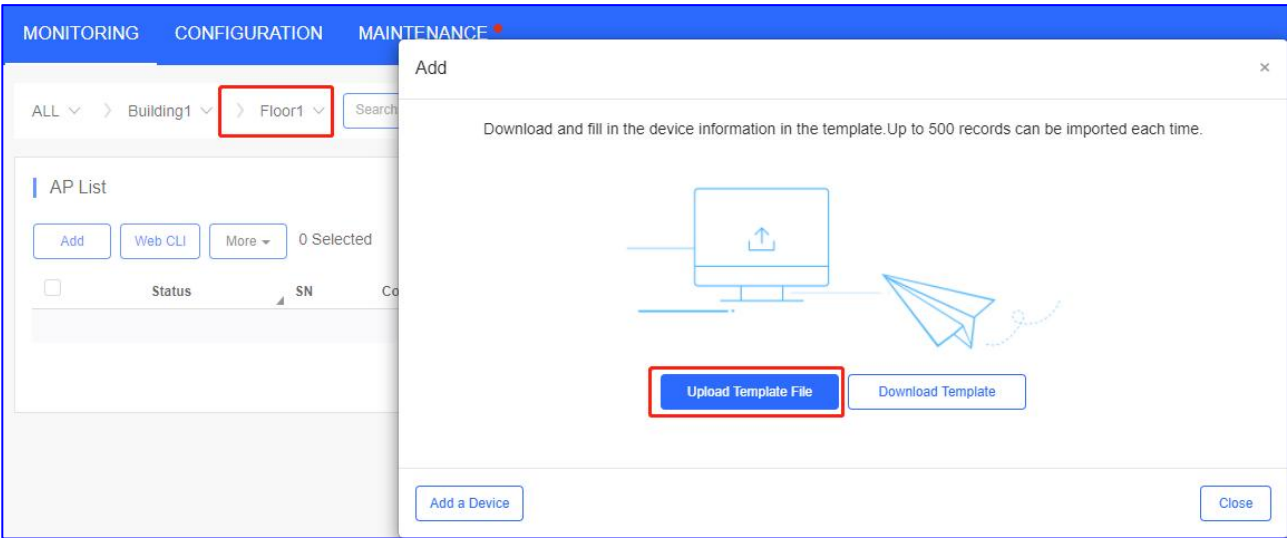 MONITORING CONFIGURATION MAINTENANCE
Add ×
ALL Building1 Floor1 Search
Download and fill in the device information in the template.Up to 500 records can be imported each time.
AP List
Add Web CLI More 0 Selected
Status SN Co
Upload Template File Download Template
Add a Device Close